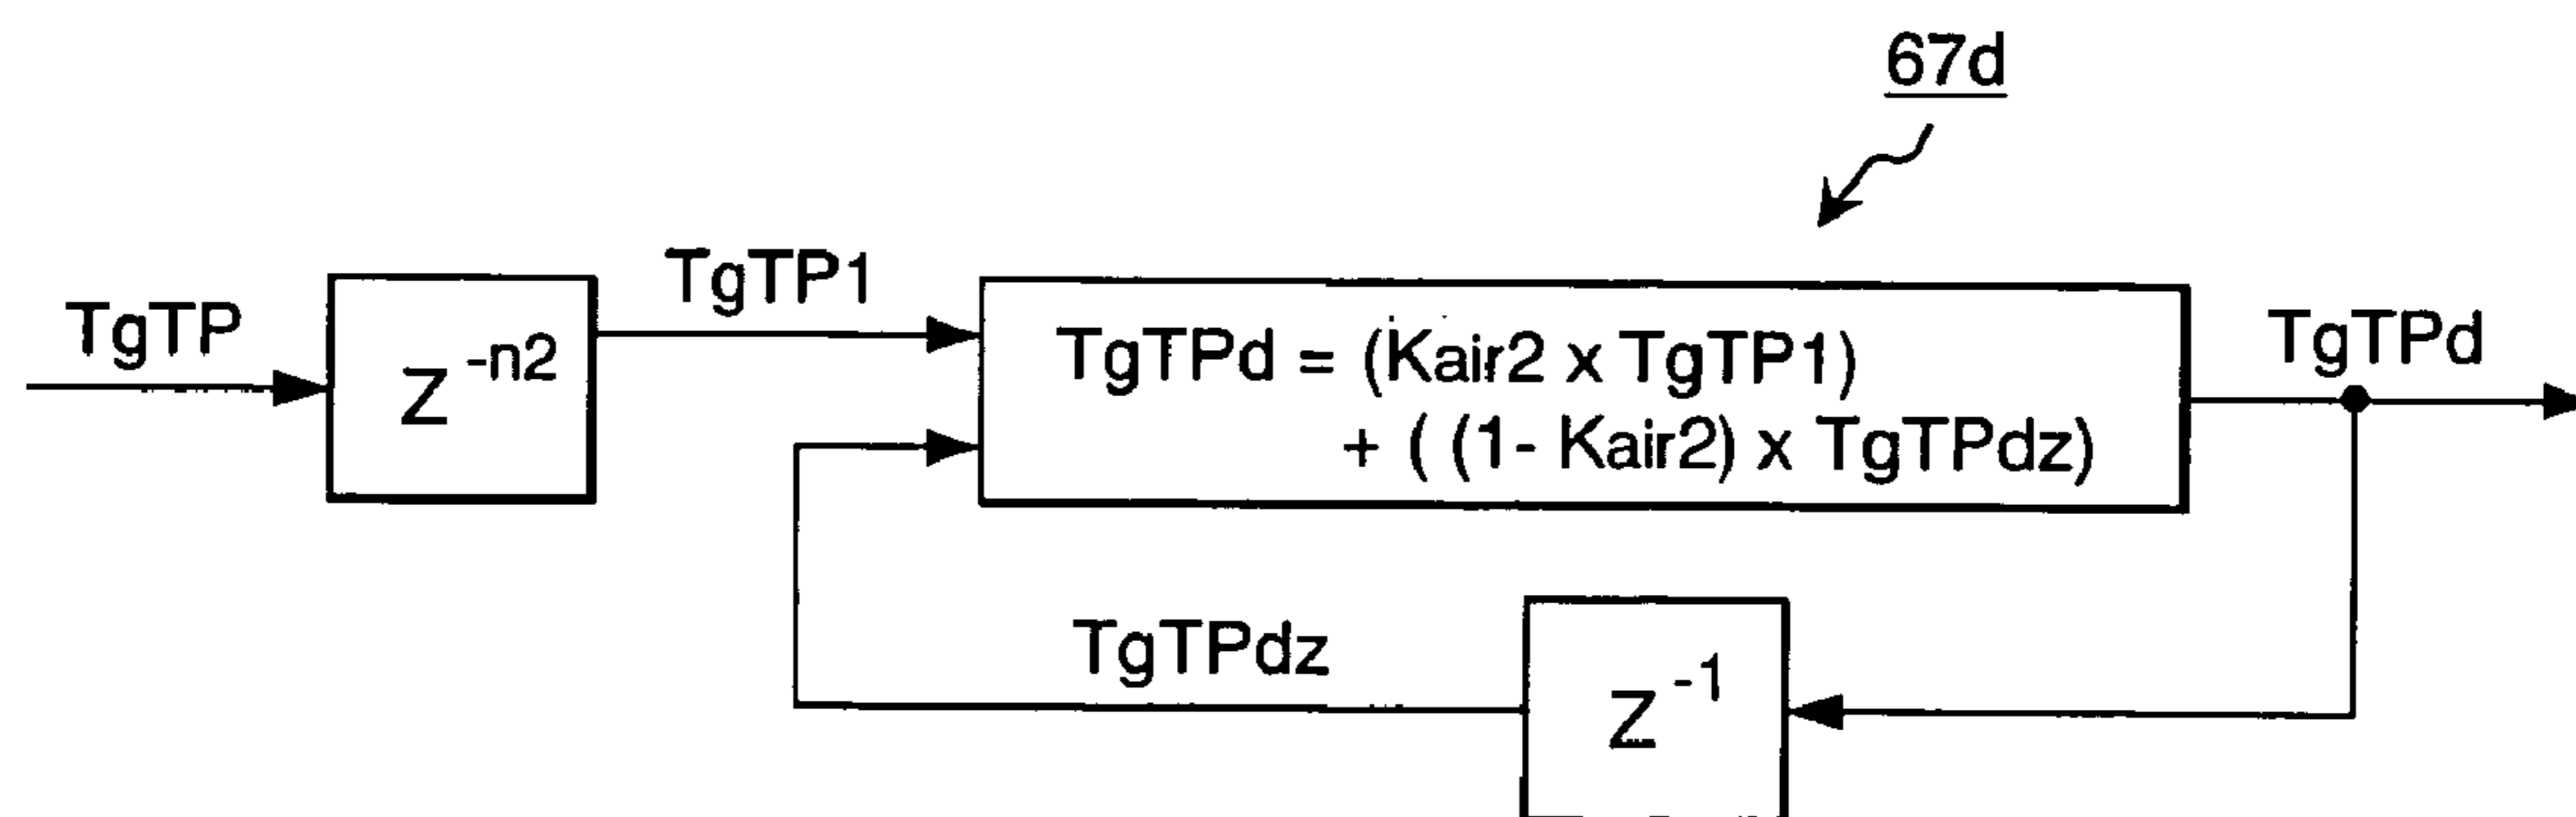 67d
TgTP
Z -n2
TgTP1
TgTPd = (Kair2 x TgTP1)
+ ( (1- Kair2) x TgTPdz)
TgTPd
TgTPdz
Z -1